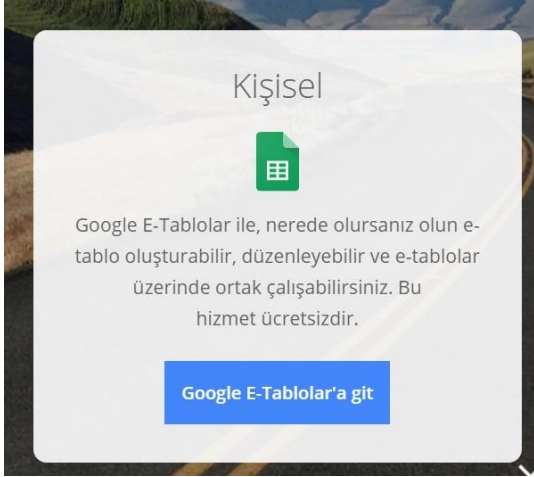 Kişisel
Google E-Tablolar ile, nerede olursanız olun e-
tablo oluşturabilir, düzenleyebilir ve e-tablolar
üzerinde ortak çalışabilirsiniz. Bu
hizmet ücretsizdir.
Google E-Tablolar'a git